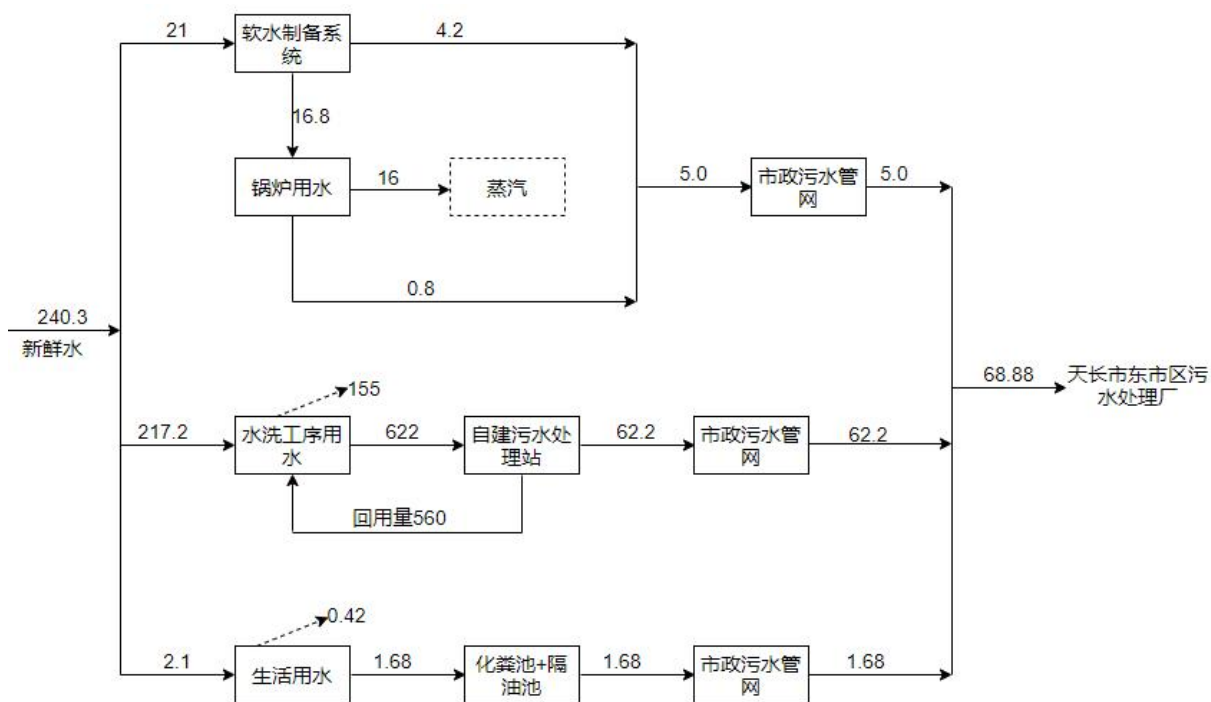 21
软水制备系
统
4.2
16.8
锅炉用水
16
蒸汽
5.0
市政污水管
网
5.0
0.8
240.3
新鲜水
68.88
天长市东市区污
水处理厂
155
217.2
水洗工序用
水
622
自建污水处
理站
62.2
市政污水管
网
62.2
回用量560
0.42
2.1
生活用水
1.68
化粪池+隔
油池
1.68
市政污水管
网
1.68